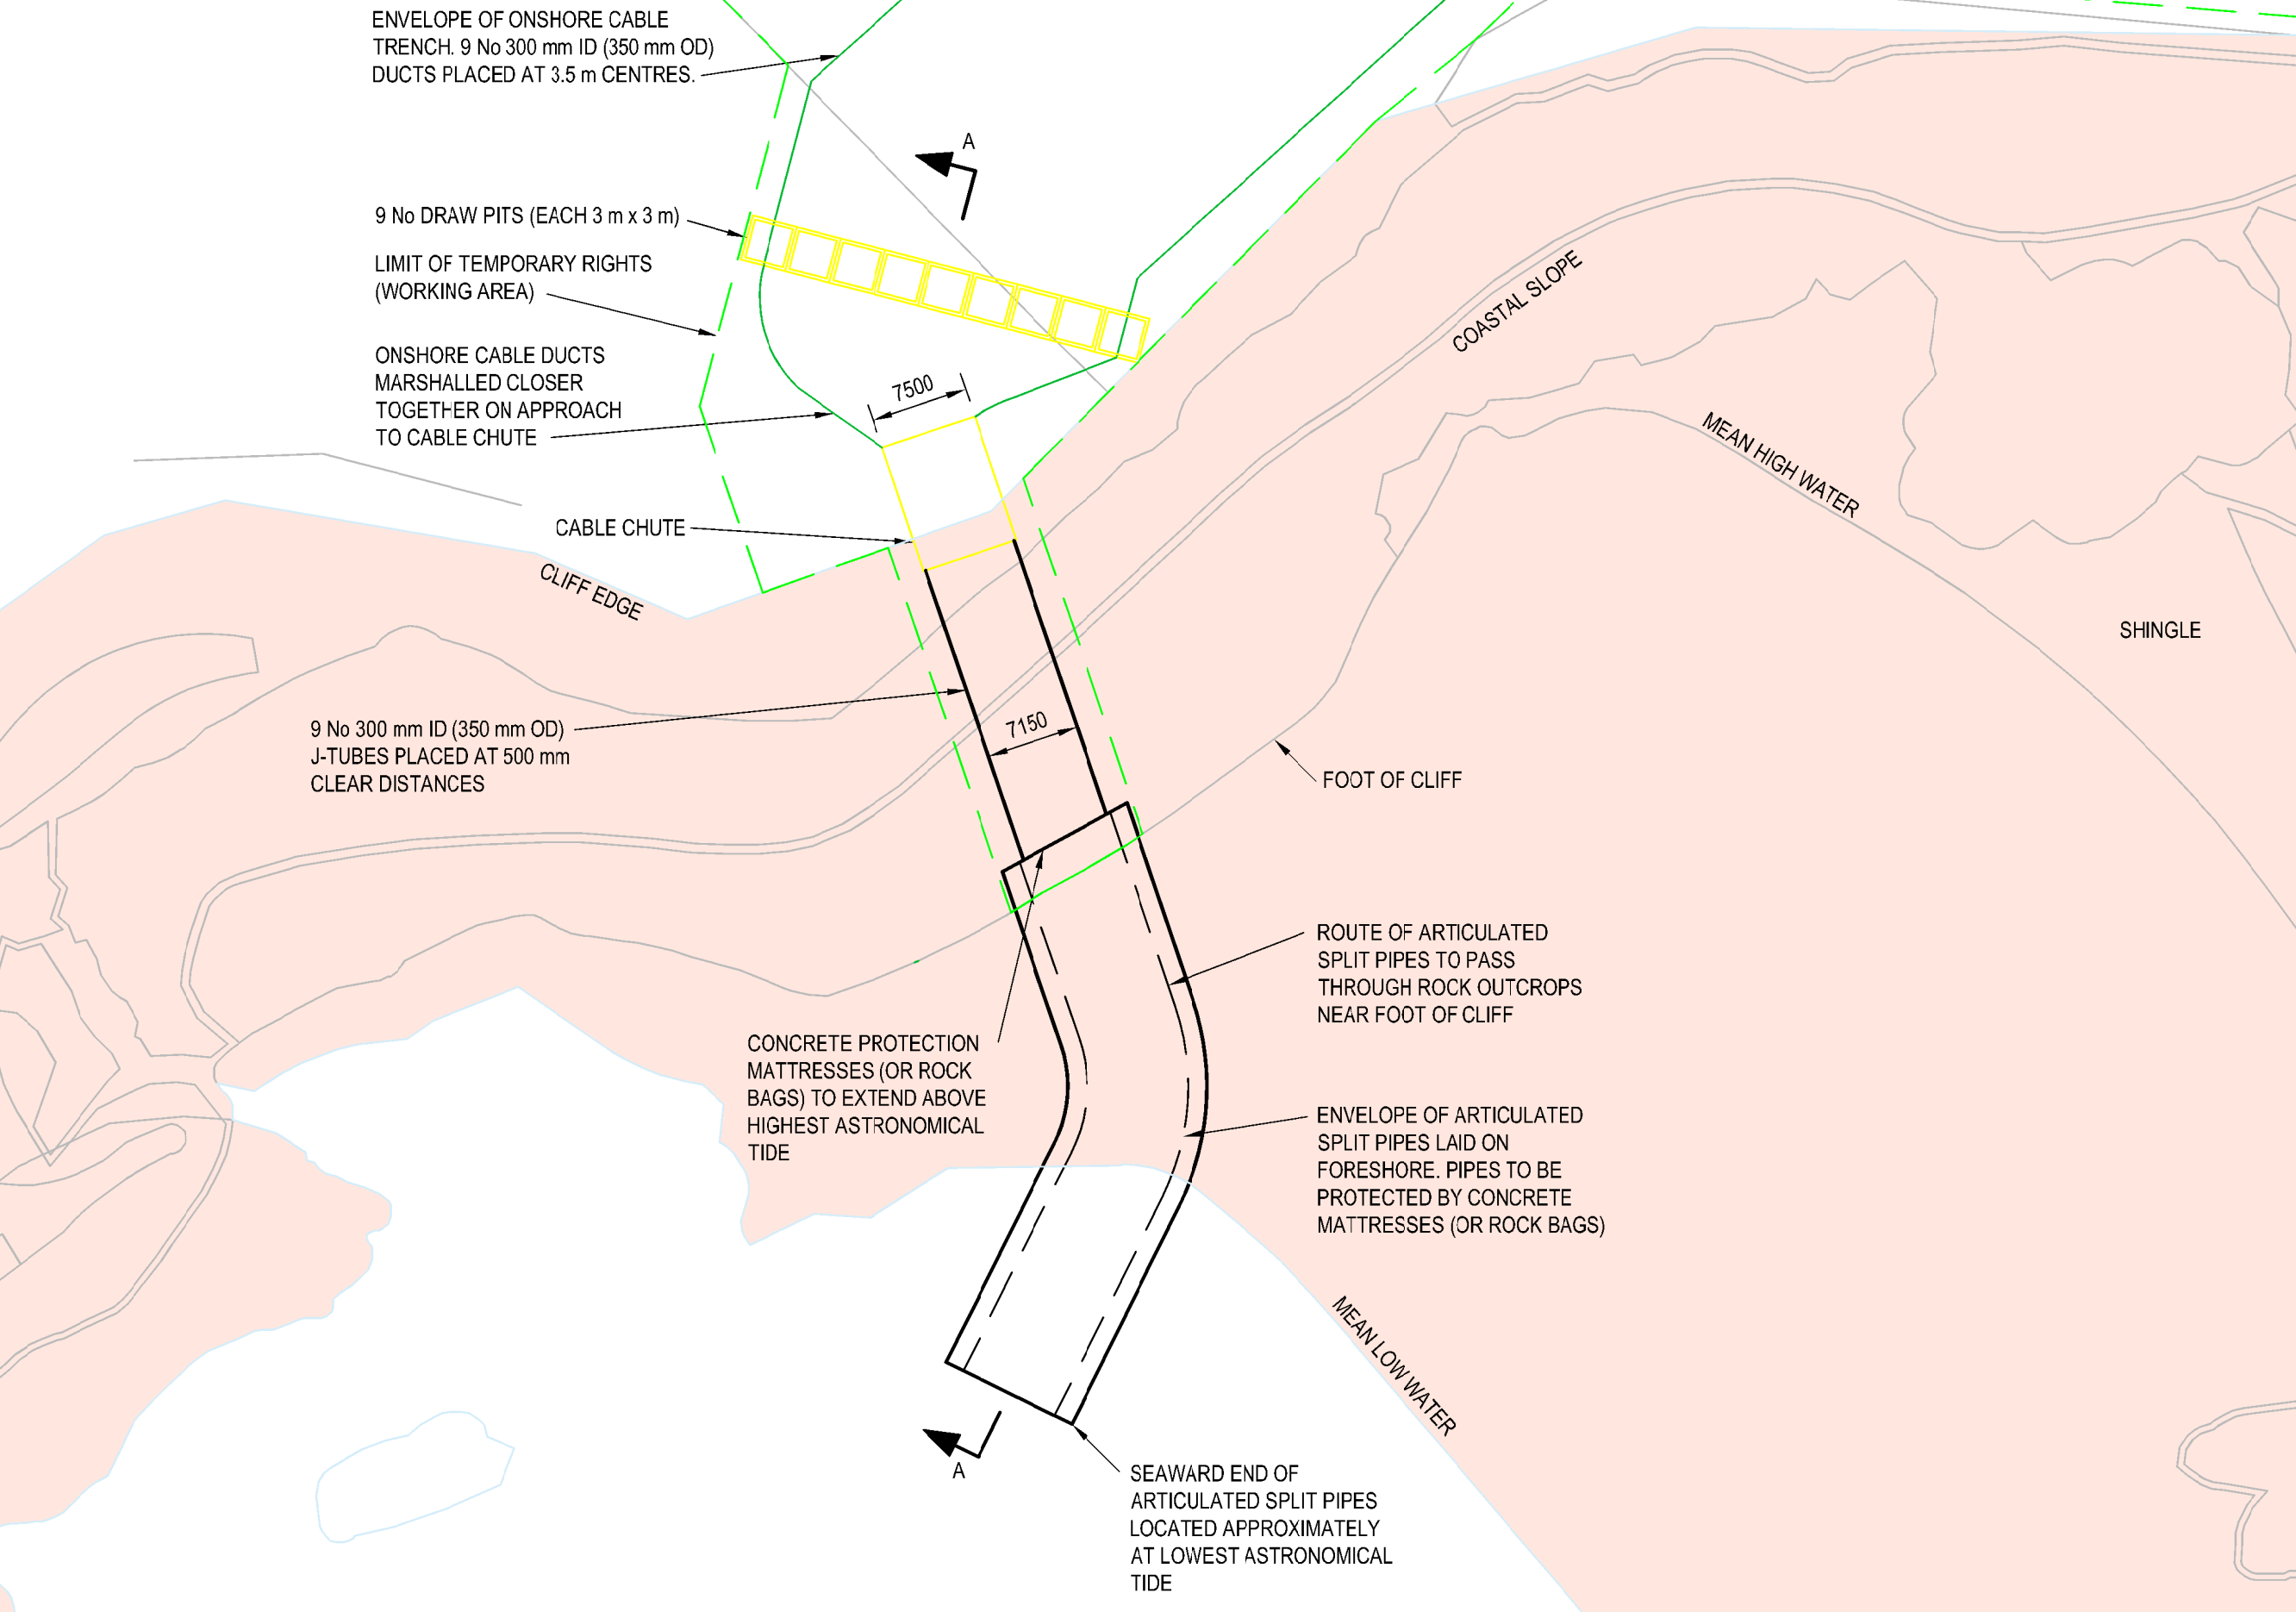 ENVELOPE OF ONSHORE CABLE
TRENCH. 9 No 300 mm ID (350 mm OD)
DUCTS PLACED AT 3.5 m CENTRES.
A
9 No DRAW PITS (EACH 3 m x 3 m)
LIMIT OF TEMPORARY RIGHTS
(WORKING AREA)
ONSHORE CABLE DUCTS
MARSHALLED CLOSER
TOGETHER ON APPROACH
TO CABLE CHUTE
7500
COASTAL SLOPE
MEAN HIGH WATER
CABLE CHUTE
CLIFF EDGE
SHINGLE
9 No 300 mm ID (350 mm OD)
J-TUBES PLACED AT 500 mm
CLEAR DISTANCES
7150
FOOT OF CLIFF
ROUTE OF ARTICULATED
SPLIT PIPES TO PASS
THROUGH ROCK OUTCROPS
NEAR FOOT OF CLIFF
CONCRETE PROTECTION
MATTRESSES (OR ROCK
BAGS) TO EXTEND ABOVE
HIGHEST ASTRONOMICAL
TIDE
ENVELOPE OF ARTICULATED
SPLIT PIPES LAID ON
FORESHORE. PIPES TO BE
PROTECTED BY CONCRETE
MATTRESSES (OR ROCK BAGS)
MEAN LOW WATER
A
SEAWARD END OF
ARTICULATED SPLIT PIPES
LOCATED APPROXIMATELY
AT LOWEST ASTRONOMICAL
TIDE